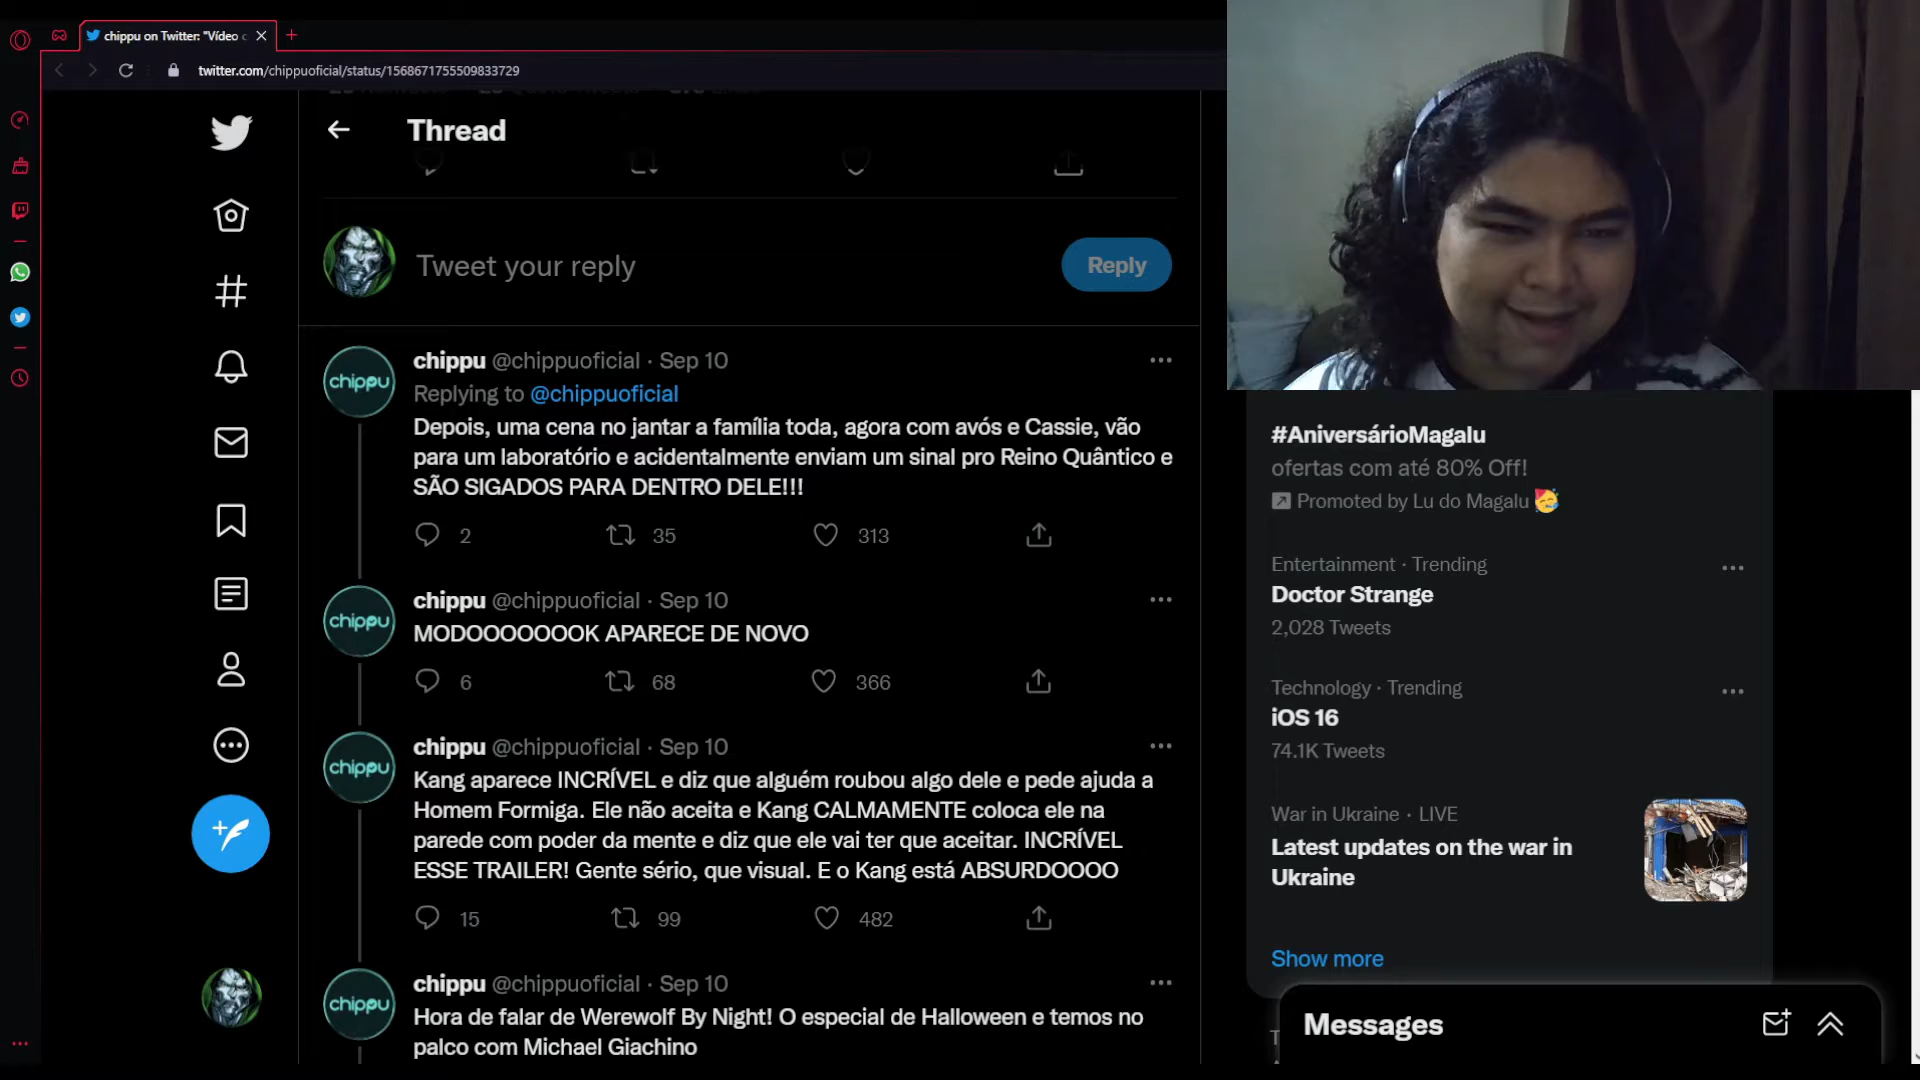 chippu on Twitter: "Vídeo c
twitter.com/chippuoficial/status/1568671755509833729
Thread
Tweet your reply
Reply
chippu @chippuoficial · Sep 10
Replying to @chippuoficial
Depois, uma cena no jantar a família toda, agora com avós e Cassie, vão
para um laboratório e acidentalmente enviam um sinal pro Reino Quântico e
SÃO SIGADOS PARA DENTRO DELE!!!
2 35 313
chippu
chippu @chippuoficial · Sep 10
MODOOOOOOOK APARECE DE NOVO
6 68 366
chippu
chippu @chippuoficial · Sep 10
Kang aparece INCRÍVEL e diz que alguém roubou algo dele e pede ajuda a
Homem Formiga. Ele não aceita e Kang CALMAMENTE coloca ele na
parede com poder da mente e diz que ele vai ter que aceitar. INCRÍVEL
ESSE TRAILER! Gente sério, que visual. E o Kang está ABSURDOOOO
15 99 482
chippu
chippu @chippuoficial · Sep 10
Hora de falar de Werewolf By Night! O especial de Halloween e temos no
palco com Michael Giachino
chippu
#AniversárioMagalu
ofertas com até 80% Off!
Promoted by Lu do Magalu
Entertainment · Trending
Doctor Strange
2,028 Tweets
Technology · Trending
iOS 16
74.1K Tweets
War in Ukraine · LIVE
Latest updates on the war in
Ukraine
Show more
Messages